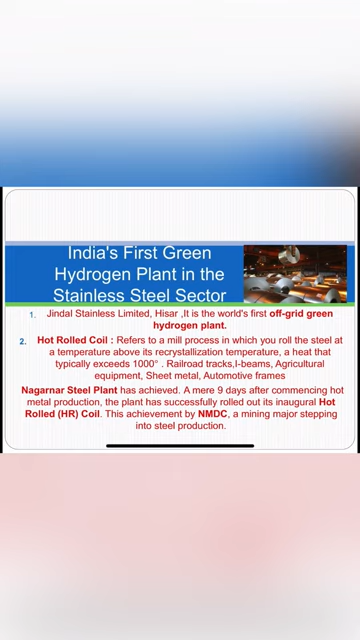 India's First Green
Hydrogen Plant in the
Stainless Steel Sector
1. Jindal Stainless Limited, Hisar ,It is the world's first off-grid green
hydrogen plant.
2. Hot Rolled Coil : Refers to a mill process in which you roll the steel at
a temperature above its recrystallization temperature, a heat that
typically exceeds 1000° . Railroad tracks,I-beams, Agricultural
equipment, Sheet metal, Automotive frames
Nagarnar Steel Plant has achieved. A mere 9 days after commencing hot
metal production, the plant has successfully rolled out its inaugural Hot
Rolled (HR) Coil. This achievement by NMDC, a mining major stepping
into steel production.